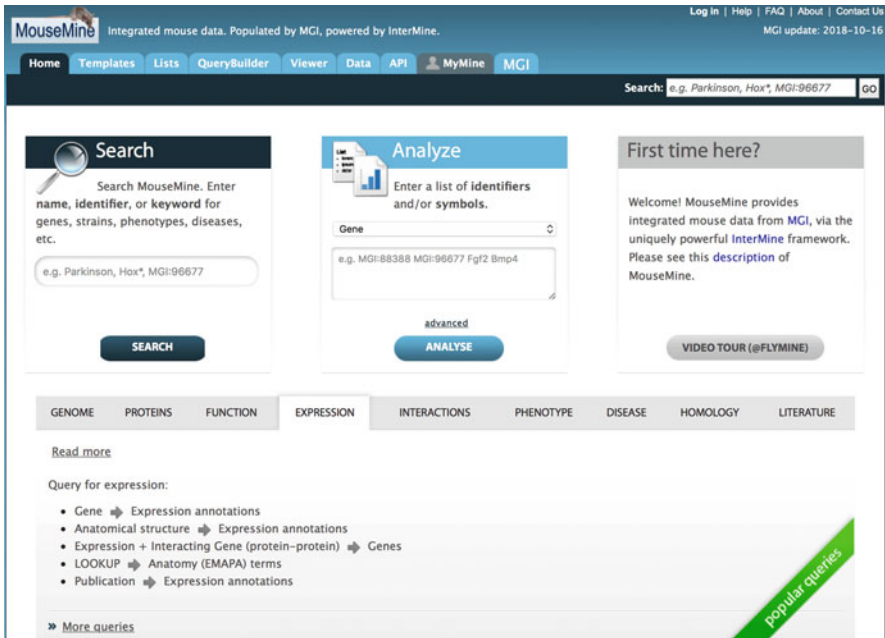 Log in | Help | FAQ | About | Contact Us
MouseMine Integrated mouse data. Populated by MGI, powered by InterMine.
MGI update: 2018-10-16
Home Templates Lists QueryBuilder Viewer Data API MyMine MGI
Search: e.g. Parkinson, Hox*, MGI:96677 GO
Search
Search MouseMine. Enter
name, identifier, or keyword for
genes, strains, phenotypes, diseases,
etc.
e.g. Parkinson, Hox*, MGI:96677
SEARCH
List
Analyze
Enter a list of identifiers
and/or symbols.
Gene
e.g. MGI:88388 MGI:96677 Fgf2 Bmp4
advanced
ANALYSE
First time here?
Welcome! MouseMine provides
integrated mouse data from MGI, via the
uniquely powerful InterMine framework.
Please see this description of
MouseMine.
VIDEO TOUR (@FLYMINE)
GENOME PROTEINS FUNCTION EXPRESSION INTERACTIONS PHENOTYPE DISEASE HOMOLOGY LITERATURE
Read more
Query for expression:
• Gene ➡ Expression annotations
• Anatomical structure ➡ Expression annotations
• Expression + Interacting Gene (protein-protein) ➡ Genes
• LOOKUP ➡ Anatomy (EMAPA) terms
• Publication ➡ Expression annotations
» More queries
popular queries